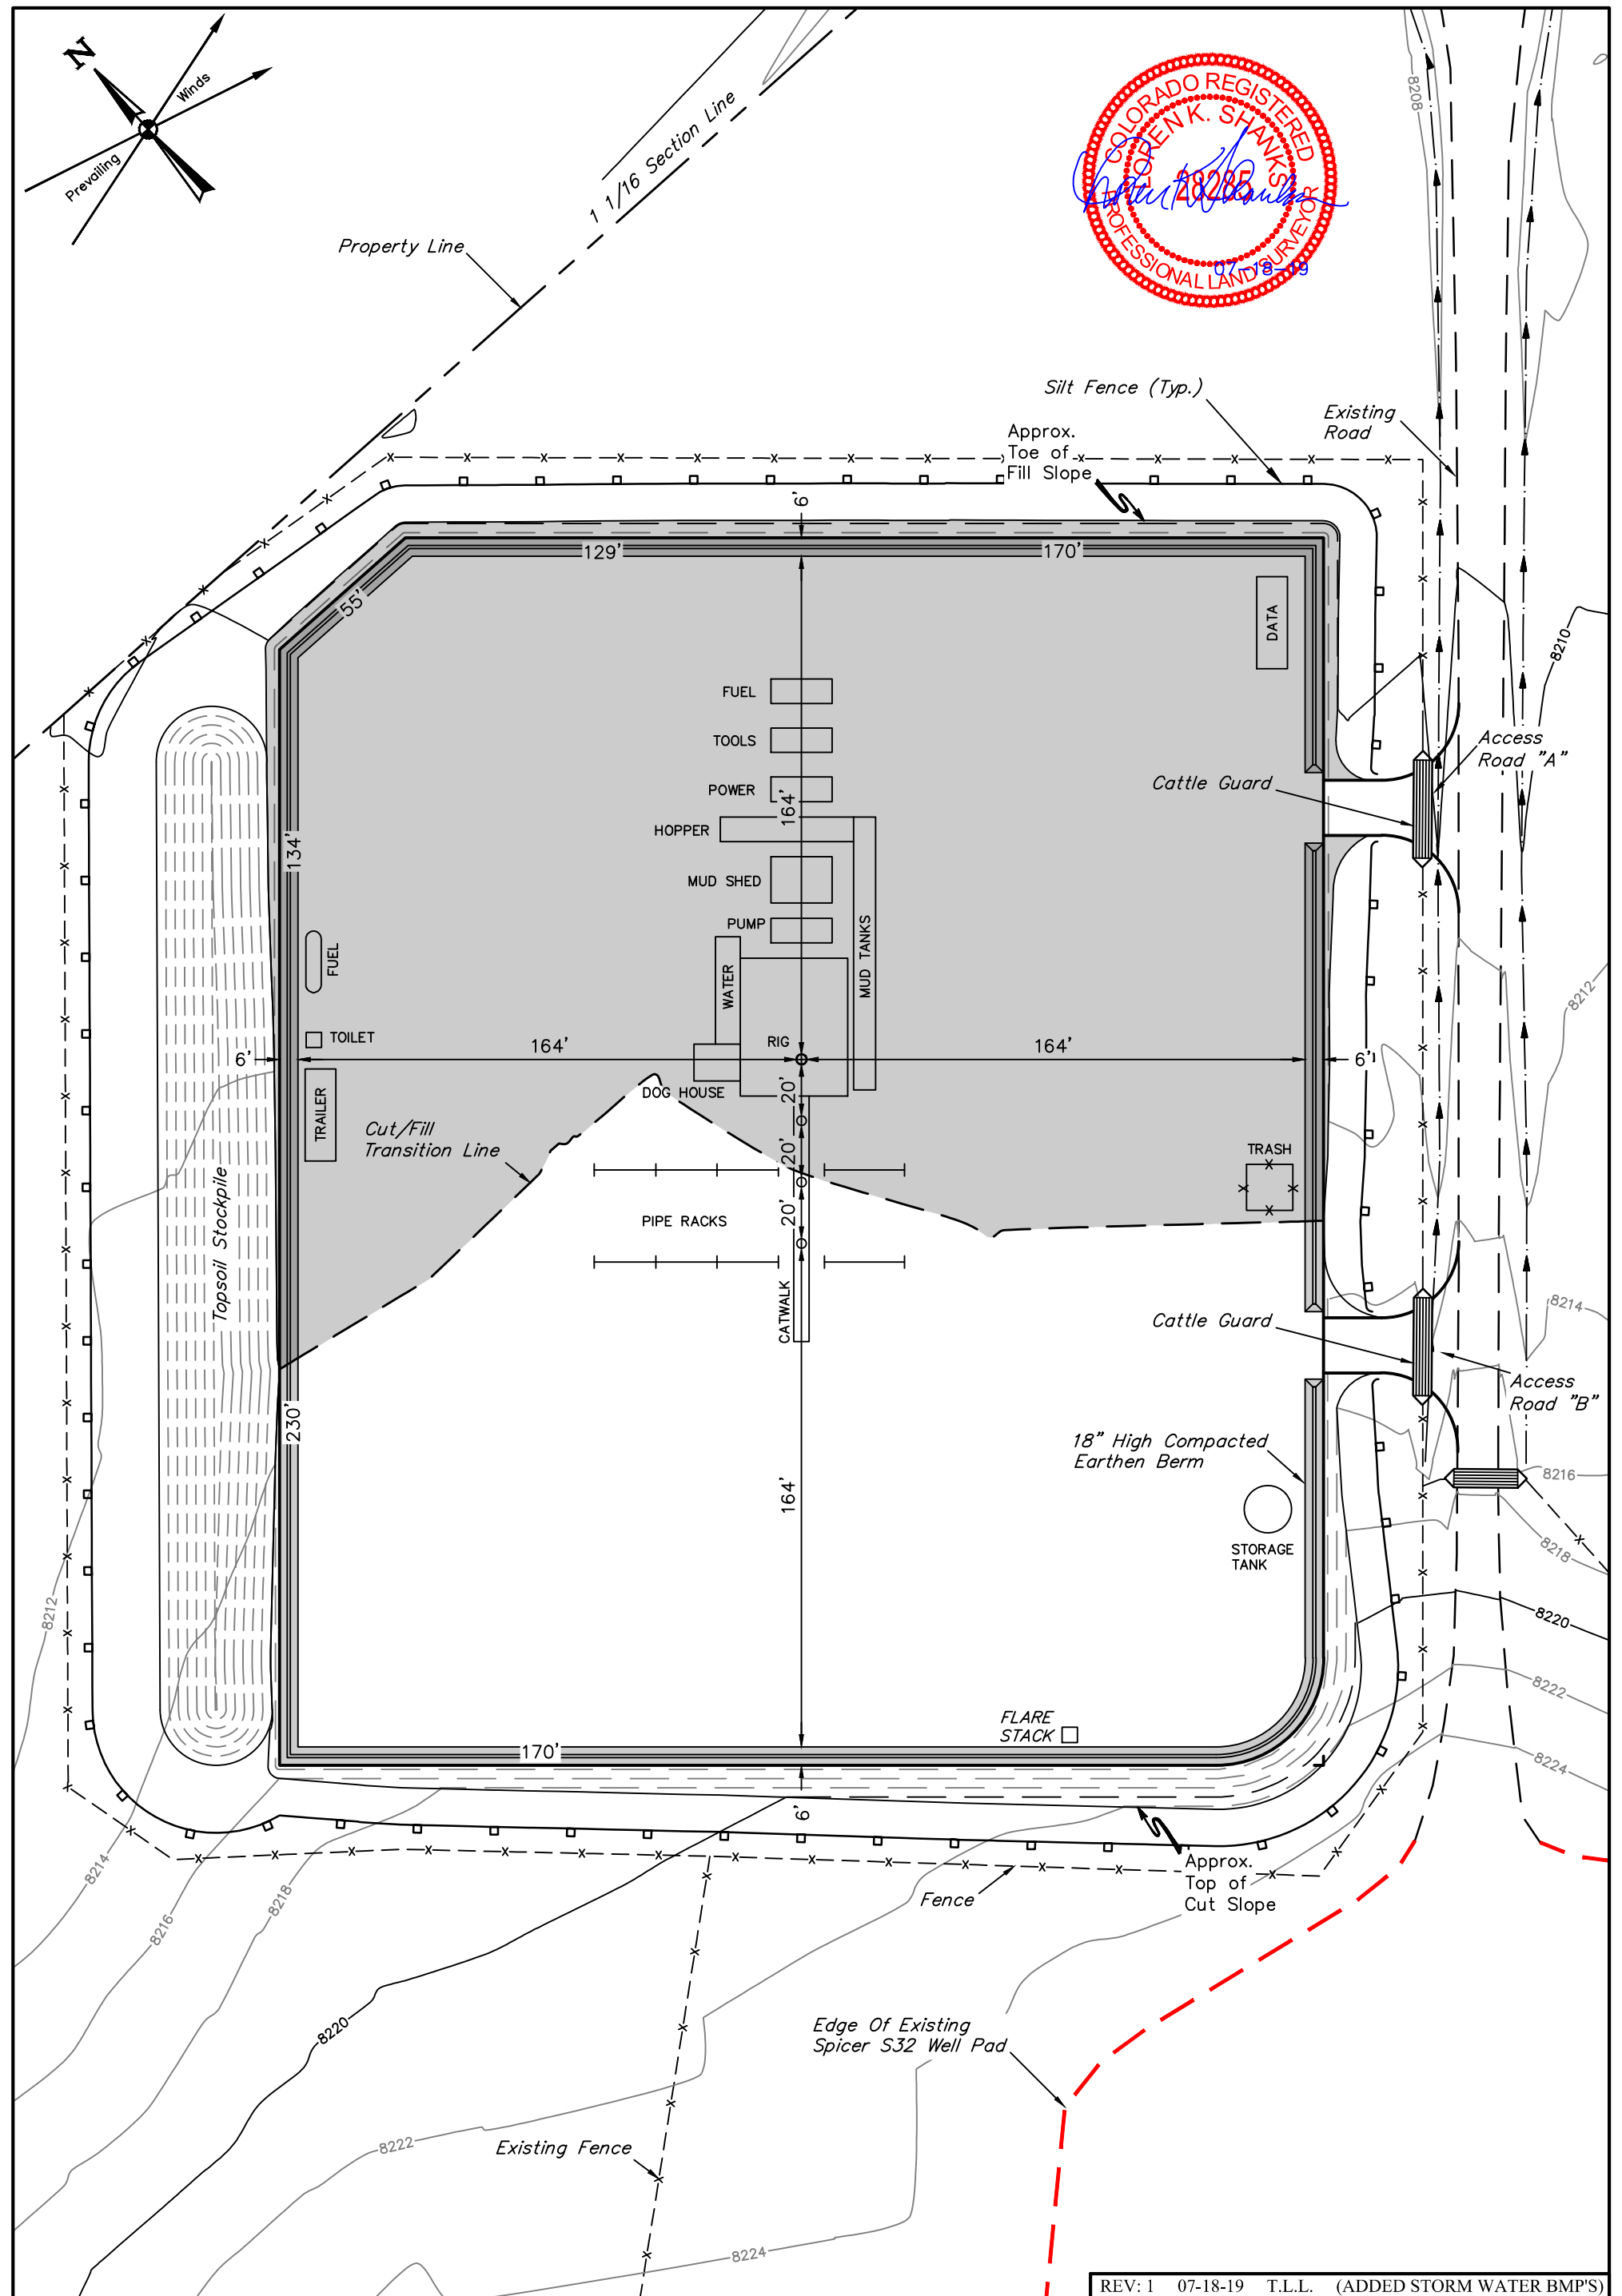 N
Winds
Prevailing
1 1/16 Section Line
Property Line
COLORADO REGISTERED
LOREN K. SHANKS
28285
PROFESSIONAL LAND SURVEYOR
07-18-19
8208
Silt Fence (Typ.)
Existing
Road
Approx.
Toe of
Fill Slope
6'
129'
170'
55'
DATA
8210
FUEL
TOOLS
POWER
164'
HOPPER
MUD SHED
PUMP
MUD TANKS
WATER
RIG
DOG HOUSE
Access
Road "A"
Cattle Guard
134'
FUEL
TOILET
TRAILER
6'
164'
164'
6'
8212
20'
20'
20'
Cut/Fill
Transition Line
TRASH
PIPE RACKS
CATWALK
Topsoil Stockpile
Cattle Guard
8214
Access
Road "B"
230'
164'
18" High Compacted
Earthen Berm
8216
STORAGE
TANK
8218
8220
8212
8222
8224
FLARE
STACK
170'
6'
Approx.
Top of
Cut Slope
Fence
8214
8216
8218
8220
Edge Of Existing
Spicer S32 Well Pad
8222
Existing Fence
8224
REV: 1 07-18-19 T.L.L. (ADDED STORM WATER BMP'S)